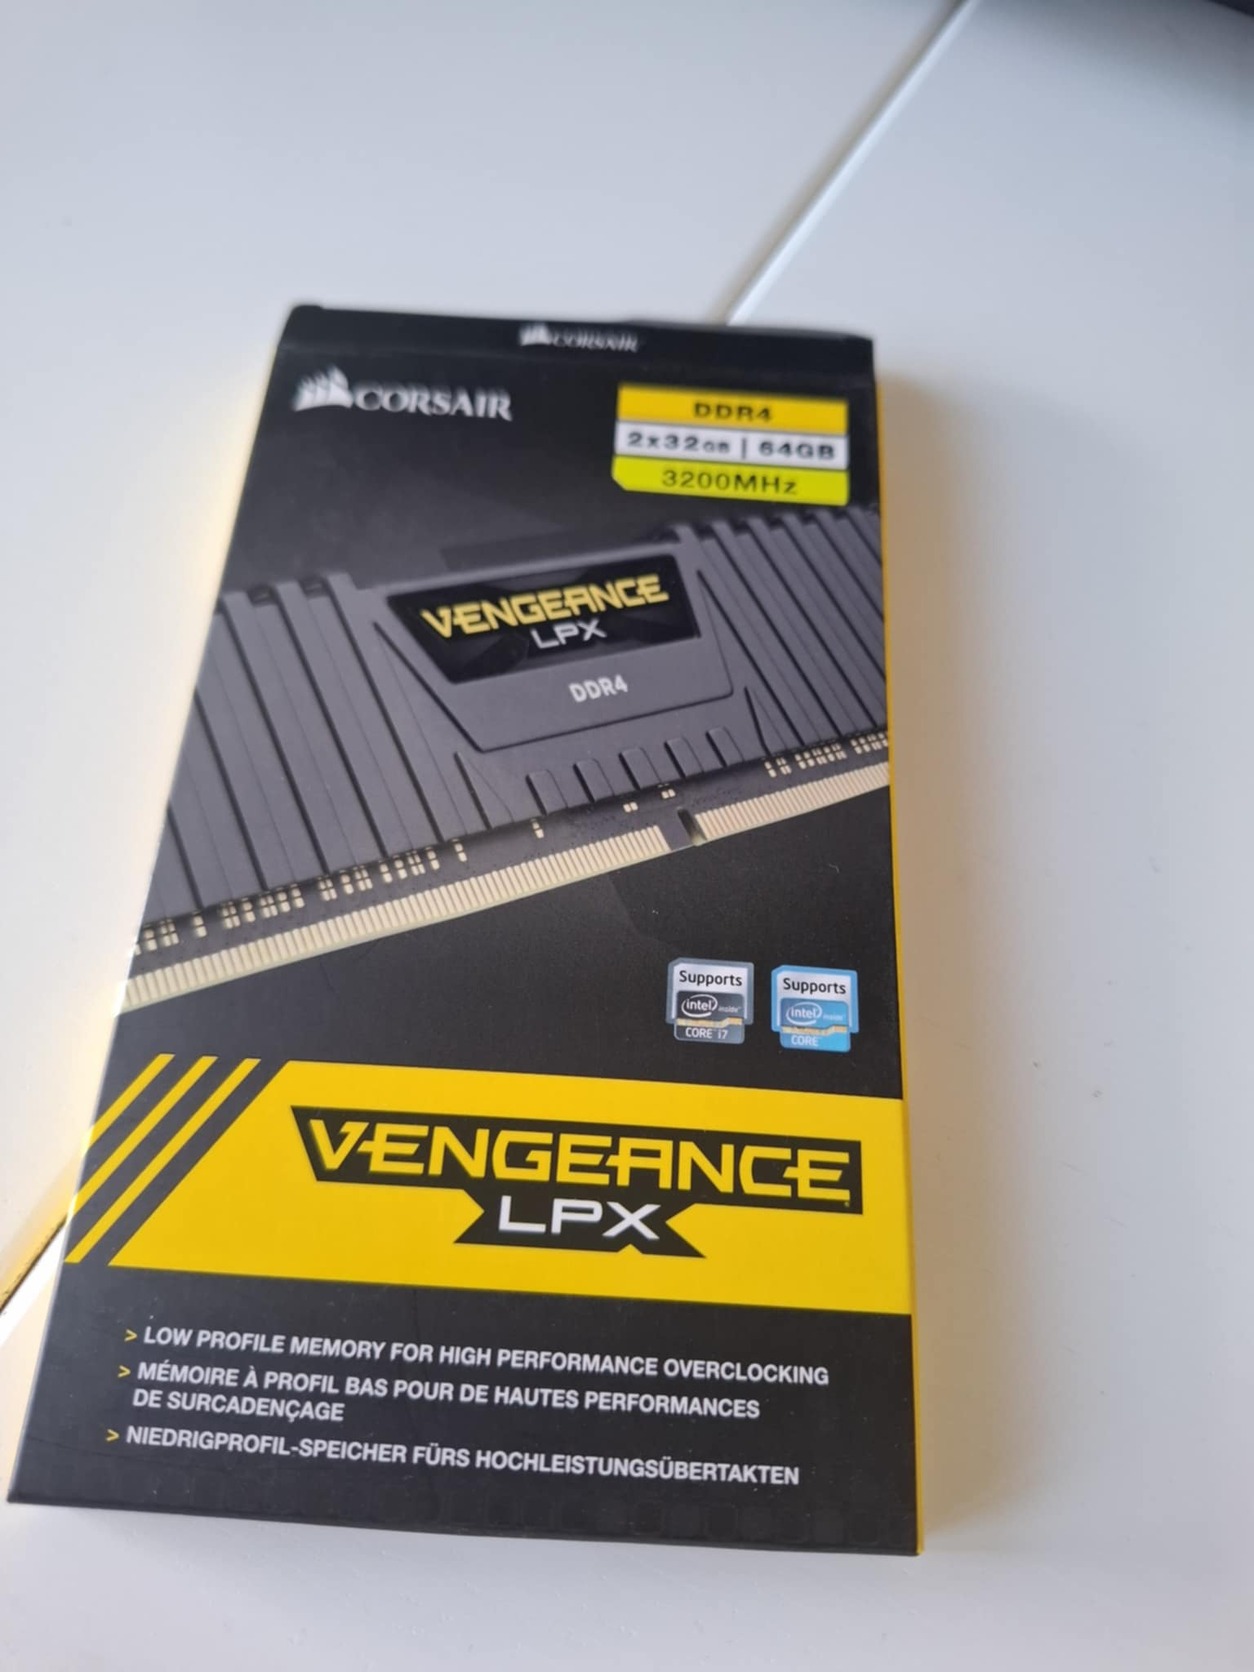 CORSAIR
CORSAIR
DDR4
2x32GB | 64GB
3200MHz
VENGEANCE
LPX
DDR4
Supports
intel inside
CORE i7
Supports
intel inside
CORE
VENGEANCE
LPX
> LOW PROFILE MEMORY FOR HIGH PERFORMANCE OVERCLOCKING
> MÉMOIRE À PROFIL BAS POUR DE HAUTES PERFORMANCES
DE SURCADENÇAGE
> NIEDRIGPROFIL-SPEICHER FÜRS HOCHLEISTUNGSÜBERTAKTEN